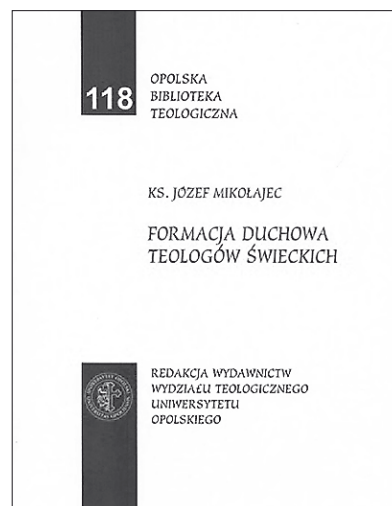 118
OPOLSKA
BIBLIOTEKA
TEOLOGICZNA
KS. JÓZEF MIKOŁAJEC
FORMACJA DUCHOWA
TEOLOGÓW ŚWIECKICH
REDAKCJA WYDAWNICTW
WYDZIAŁU TEOLOGICZNEGO
UNIWERSYTETU
OPOLSKIEGO